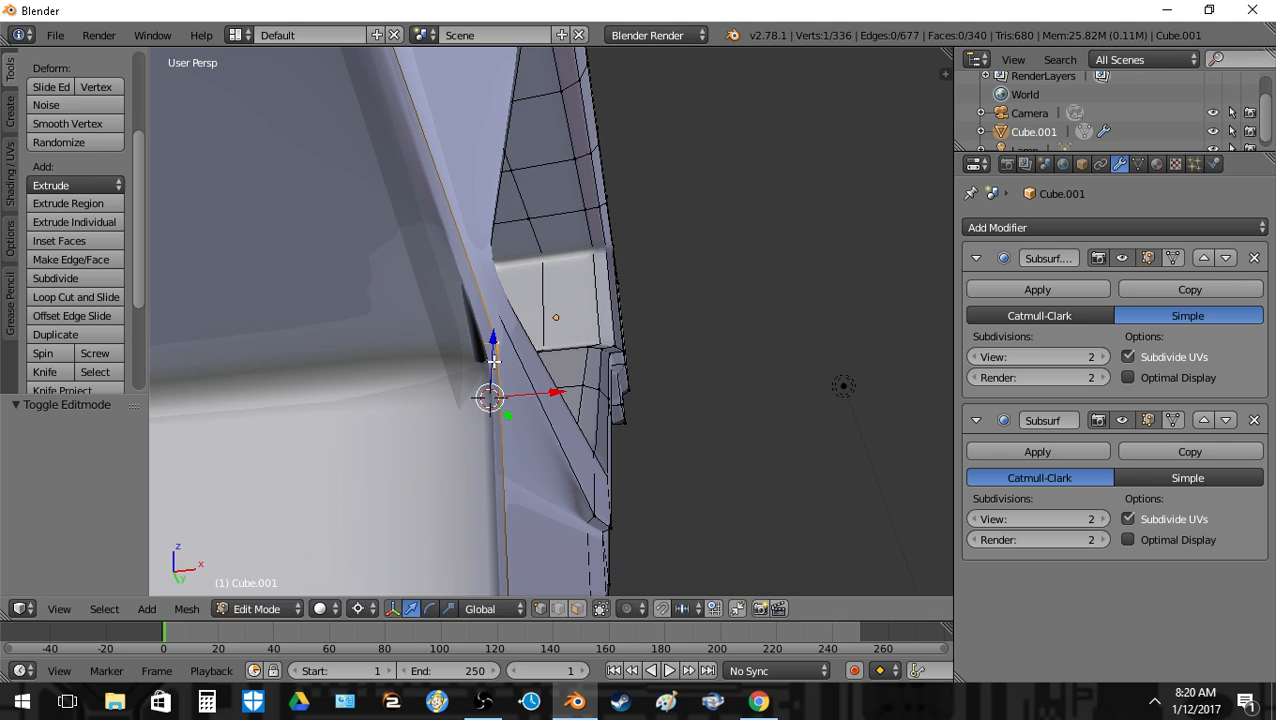 Blender
File Render Window Help Default Scene Blender Render v2.78.1 | Verts:1/336 | Edges:0/677 | Faces:0/340 | Tris:680 | Mem:25.82M (0.11M) | Cube.001
User Persp
View Search All Scenes
RenderLayers
World
Camera
Cube.001
Tools
Create
Shading / UVs
Options
Grease Pencil
Deform:
Slide Ed Vertex
Noise
Smooth Vertex
Randomize
Add:
Extrude
Extrude Region
Extrude Individual
Inset Faces
Make Edge/Face
Subdivide
Loop Cut and Slide
Offset Edge Slide
Duplicate
Spin Screw
Knife Select
Knife Project
Toggle Editmode
Cube.001
Add Modifier
Subsurf....
Apply Copy
Catmull-Clark Simple
Subdivisions: Options:
View: 2 Subdivide UVs
Render: 2 Optimal Display
Subsurf
Apply Copy
Catmull-Clark Simple
Subdivisions: Options:
View: 2 Subdivide UVs
Render: 2 Optimal Display
z
x
y
(1) Cube.001
View Select Add Mesh Edit Mode Global
-40 -20 0 20 40 60 80 100 120 140 160 180 200 220 240 260
View Marker Frame Playback Start: 1 End: 250 1 No Sync
8:20 AM
1/12/2017
1